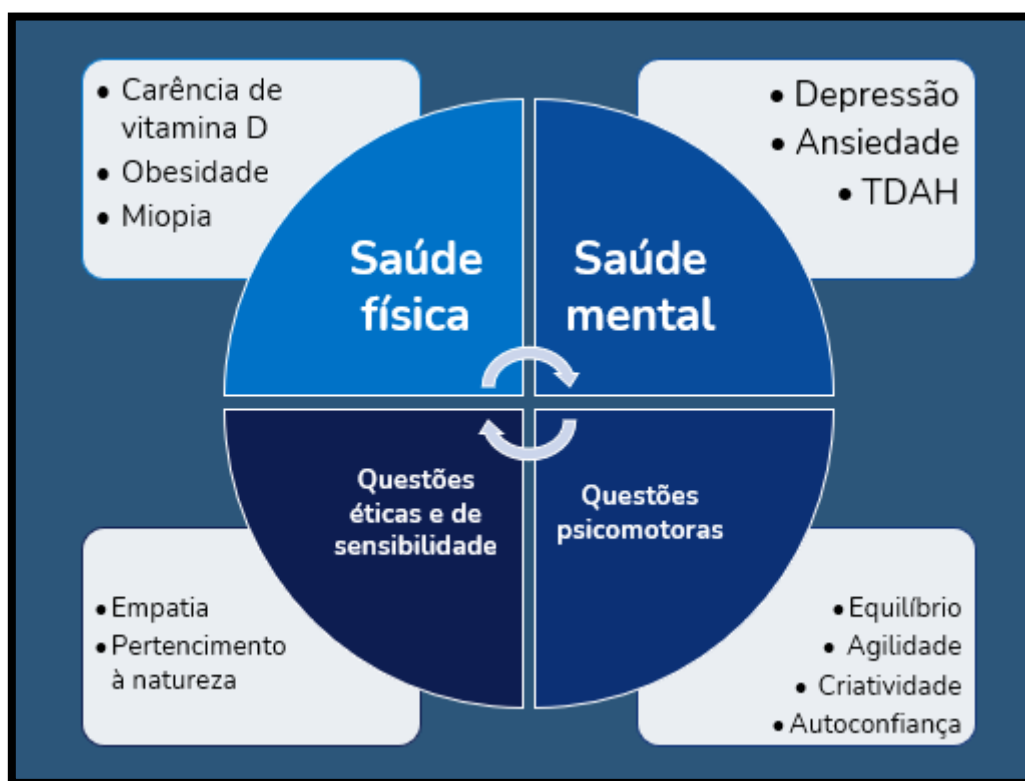 • Carência de
vitamina D
• Obesidade
• Miopia
• Depressão
• Ansiedade
• TDAH
Saúde
física
Saúde
mental
Questões
éticas e de
sensibilidade
Questões
psicomotoras
• Empatia
• Pertencimento
à natureza
• Equilíbrio
• Agilidade
• Criatividade
• Autoconfiança